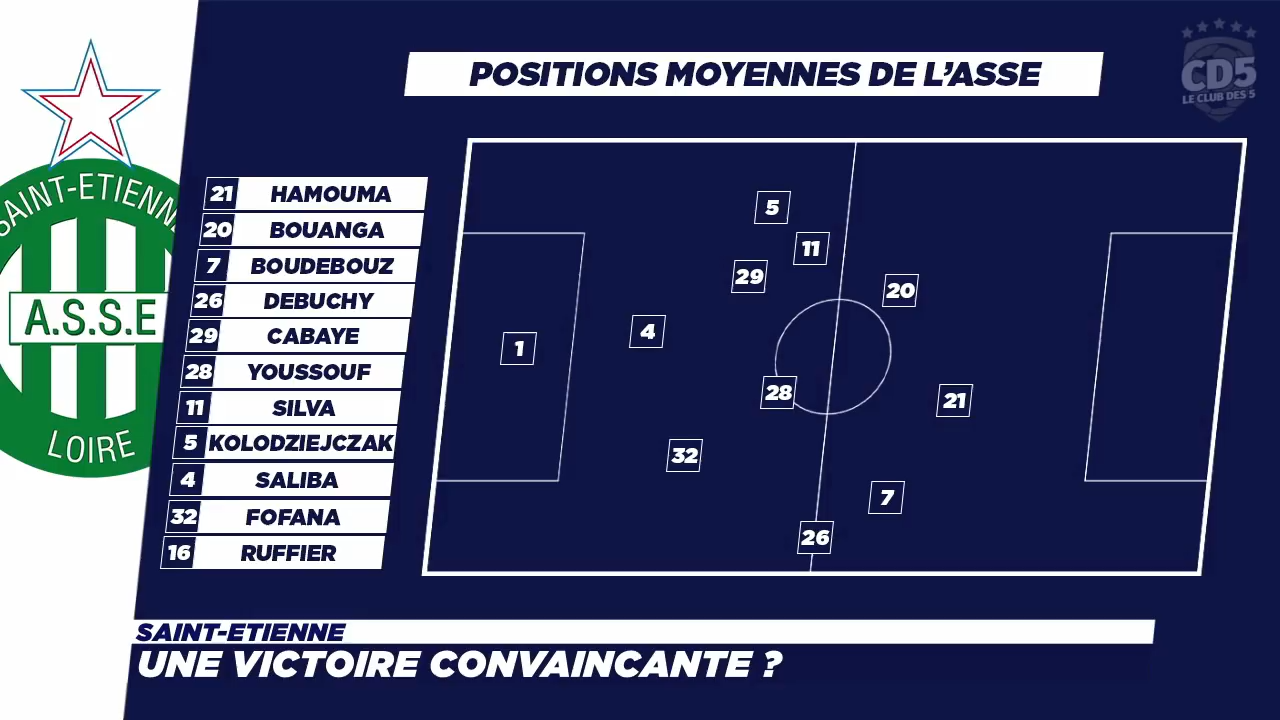 POSITIONS MOYENNES DE L'ASSE
CD5
LE CLUB DES 5
SAINT-ETIENN
A.S.S.E
LOIRE
21 HAMOUMA
20 BOUANGA
7 BOUDEBOUZ
26 DEBUCHY
29 CABAYE
28 YOUSSOUF
11 SILVA
5 KOLODZIEJCZAK
4 SALIBA
32 FOFANA
16 RUFFIER
5
11
29
20
4
1
28
21
32
7
26
SAINT-ETIENNE
UNE VICTOIRE CONVAINCANTE ?